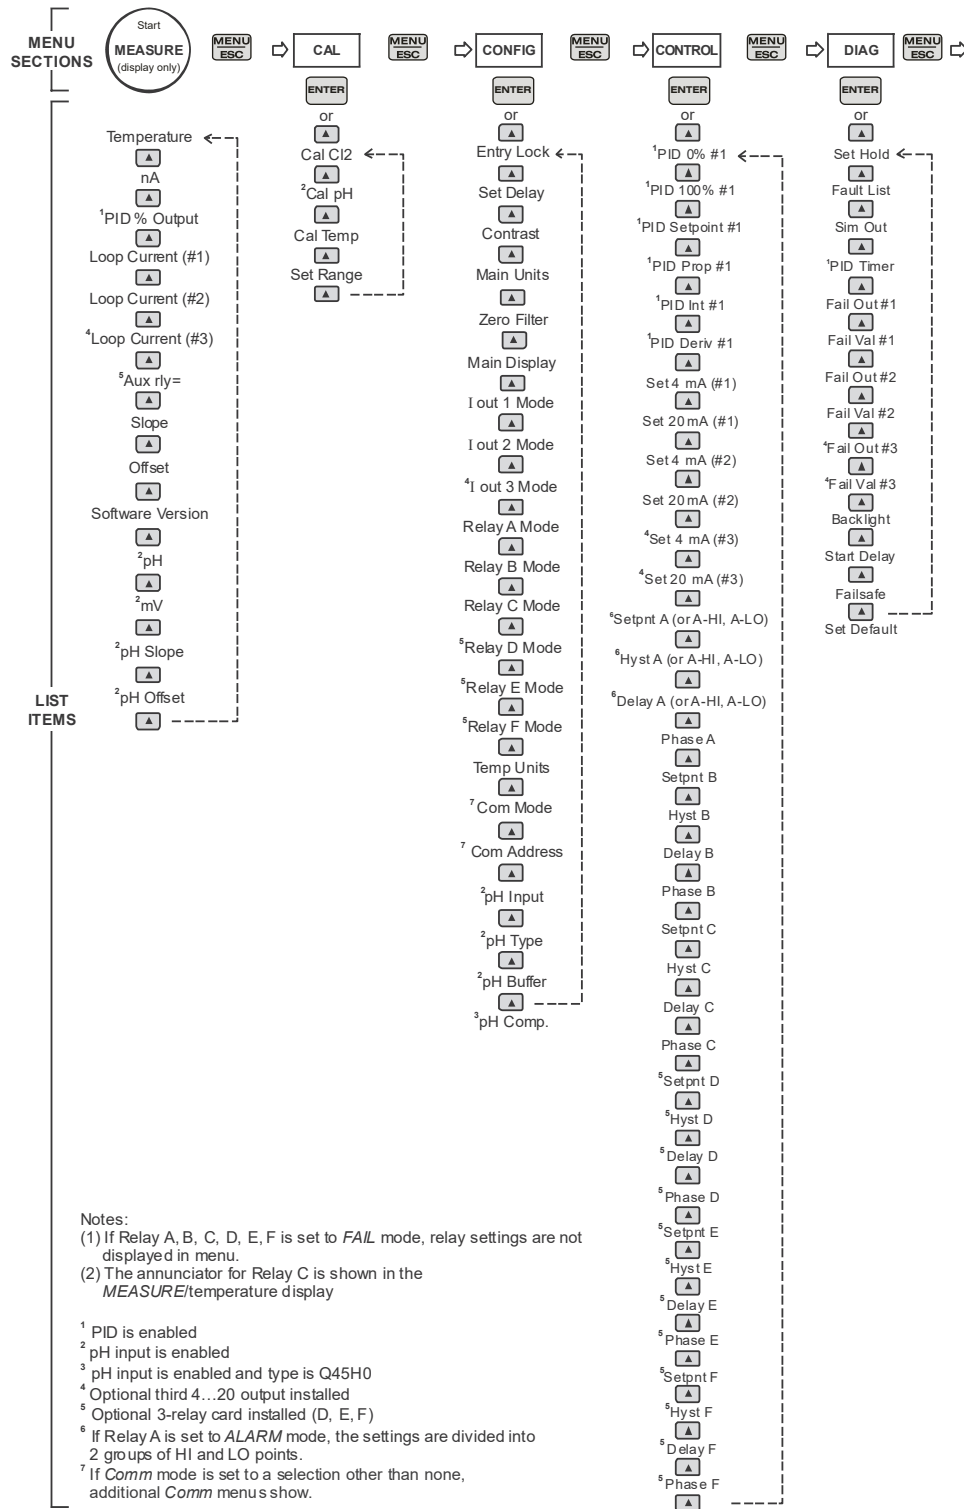 MENU
SECTIONS
Start
MEASURE
(display only)
MENU
ESC
CAL
MENU
ESC
CONFIG
MENU
ESC
CONTROL
MENU
ESC
DIAG
MENU
ESC
ENTER
ENTER
ENTER
ENTER
or
or
or
or
LIST
ITEMS
Temperature
nA
¹PID % Output
Loop Current (#1)
Loop Current (#2)
⁴Loop Current (#3)
⁵Aux rly=
Slope
Offset
Software Version
²pH
²mV
²pH Slope
²pH Offset
Cal Cl2
²Cal pH
Cal Temp
Set Range
Entry Lock
Set Delay
Contrast
Main Units
Zero Filter
Main Display
I out 1 Mode
I out 2 Mode
⁴I out 3 Mode
Relay A Mode
Relay B Mode
Relay C Mode
⁵Relay D Mode
⁵Relay E Mode
⁵Relay F Mode
Temp Units
⁷ Com Mode
⁷ Com Address
²pH Input
²pH Type
²pH Buffer
³pH Comp.
¹PID 0% #1
¹PID 100% #1
¹PID Setpoint #1
¹PID Prop #1
¹PID Int #1
¹PID Deriv #1
Set 4 mA (#1)
Set 20 mA (#1)
Set 4 mA (#2)
Set 20 mA (#2)
⁴Set 4 mA (#3)
⁴Set 20 mA (#3)
⁶Setpnt A (or A-HI, A-LO)
⁶Hyst A (or A-HI, A-LO)
⁶Delay A (or A-HI, A-LO)
Phase A
Setpnt B
Hyst B
Delay B
Phase B
Setpnt C
Hyst C
Delay C
Phase C
⁵Setpnt D
⁵Hyst D
⁵Delay D
⁵Phase D
⁵Setpnt E
⁵Hyst E
⁵Delay E
⁵Phase E
⁵Setpnt F
⁵Hyst F
⁵Delay F
⁵Phase F
Set Hold
Fault List
Sim Out
¹PID Timer
Fail Out #1
Fail Val #1
Fail Out #2
Fail Val #2
⁴Fail Out #3
⁴Fail Val #3
Backlight
Start Delay
Failsafe
Set Default
Notes:
(1) If Relay A, B, C, D, E, F is set to FAIL mode, relay settings are not
displayed in menu.
(2) The annunciator for Relay C is shown in the
MEASURE/temperature display
¹ PID is enabled
² pH input is enabled
³ pH input is enabled and type is Q45H0
⁴ Optional third 4…20 output installed
⁵ Optional 3-relay card installed (D, E, F)
⁶ If Relay A is set to ALARM mode, the settings are divided into
2 groups of HI and LO points.
⁷ If Comm mode is set to a selection other than none,
additional Comm menus show.